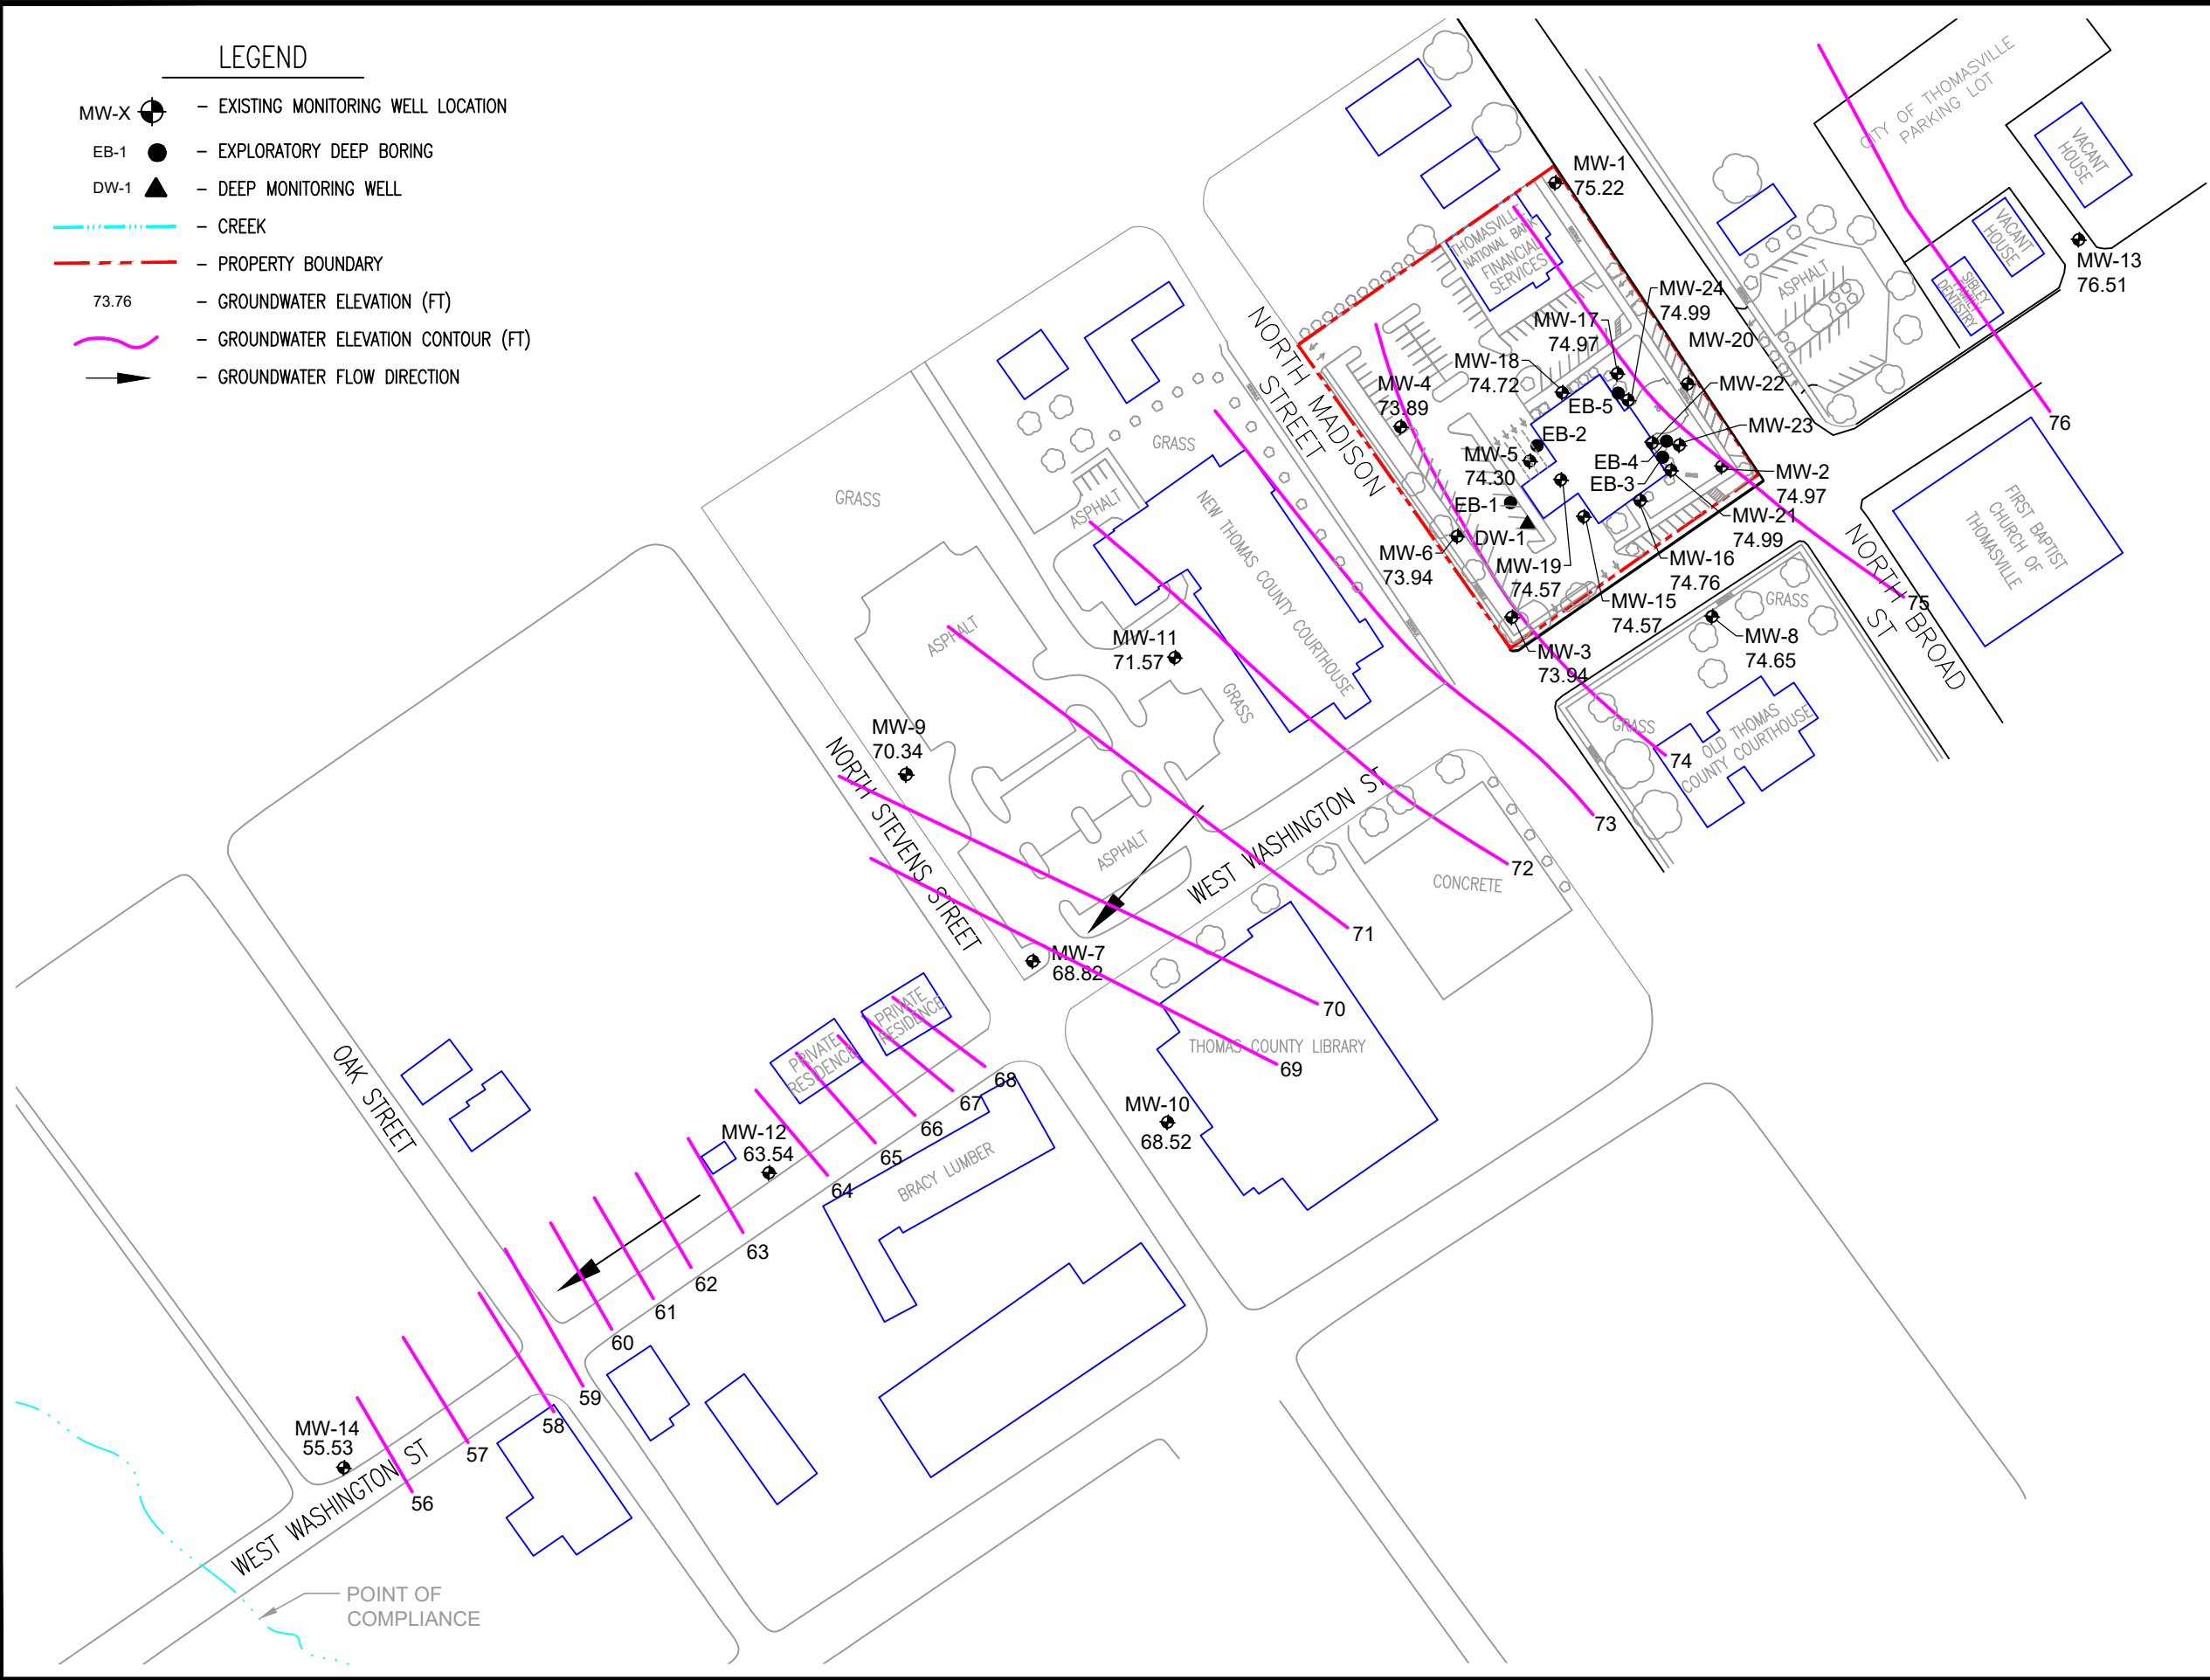 LEGEND
MW-X - EXISTING MONITORING WELL LOCATION
EB-1 - EXPLORATORY DEEP BORING
DW-1 - DEEP MONITORING WELL
- CREEK
- PROPERTY BOUNDARY
73.76 - GROUNDWATER ELEVATION (FT)
- GROUNDWATER ELEVATION CONTOUR (FT)
- GROUNDWATER FLOW DIRECTION
CITY OF THOMASVILLE
PARKING LOT
VACANT
HOUSE
VACANT
HOUSE
SIBLEY
FAMILY
DENTISTRY
MW-13
76.51
ASPHALT
MW-1
75.22
THOMASVILLE
NATIONAL BANK
FINANCIAL
SERVICES
MW-24
74.99
MW-17
74.97
MW-20
MW-18
74.72
MW-4
73.89
MW-22
EB-5
MW-23
EB-2
MW-5
74.30
EB-4
EB-3
MW-2
74.97
EB-1
MW-21
74.99
DW-1
MW-6
73.94
MW-19
74.57
MW-16
74.76
MW-15
74.57
MW-3
73.94
MW-8
74.65
GRASS
GRASS
OLD THOMAS
COUNTY COURTHOUSE
FIRST BAPTIST
CHURCH OF
THOMASVILLE
NORTH BROAD
ST
NORTH MADISON
STREET
76
75
74
73
72
71
70
69
GRASS
GRASS
ASPHALT
NEW THOMAS COUNTY COURTHOUSE
ASPHALT
MW-11
71.57
GRASS
MW-9
70.34
NORTH STEVENS STREET
ASPHALT
WEST WASHINGTON ST
CONCRETE
MW-7
68.82
PRIVATE
RESIDENCE
PRIVATE
RESIDENCE
THOMAS COUNTY LIBRARY
MW-10
68.52
OAK STREET
MW-12
63.54
BRACY LUMBER
68
67
66
65
64
63
62
61
60
59
58
57
56
MW-14
55.53
WEST WASHINGTON ST
POINT OF
COMPLIANCE